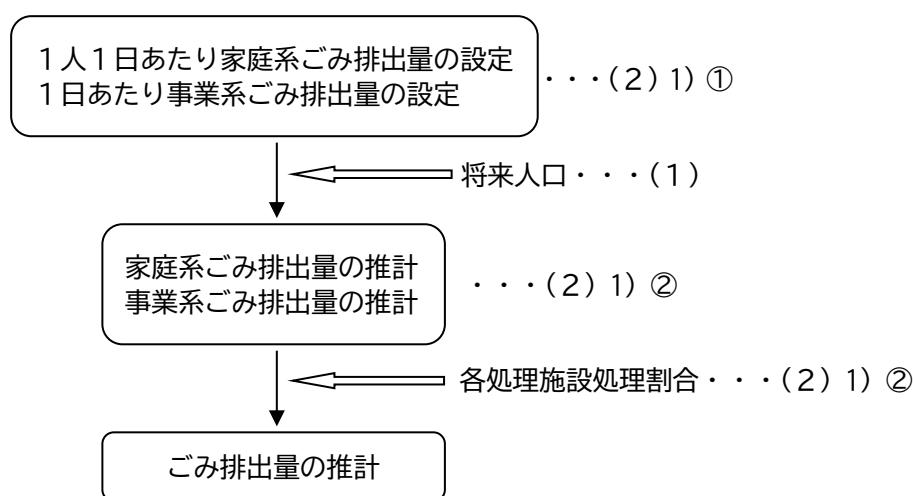 １人１日あたり家庭系ごみ排出量の設定
１日あたり事業系ごみ排出量の設定
・・・(２) 1) ①
将来人口・・・(１)
家庭系ごみ排出量の推計
事業系ごみ排出量の推計
・・・(２) 1) ②
各処理施設処理割合・・・(２) 1) ②
ごみ排出量の推計